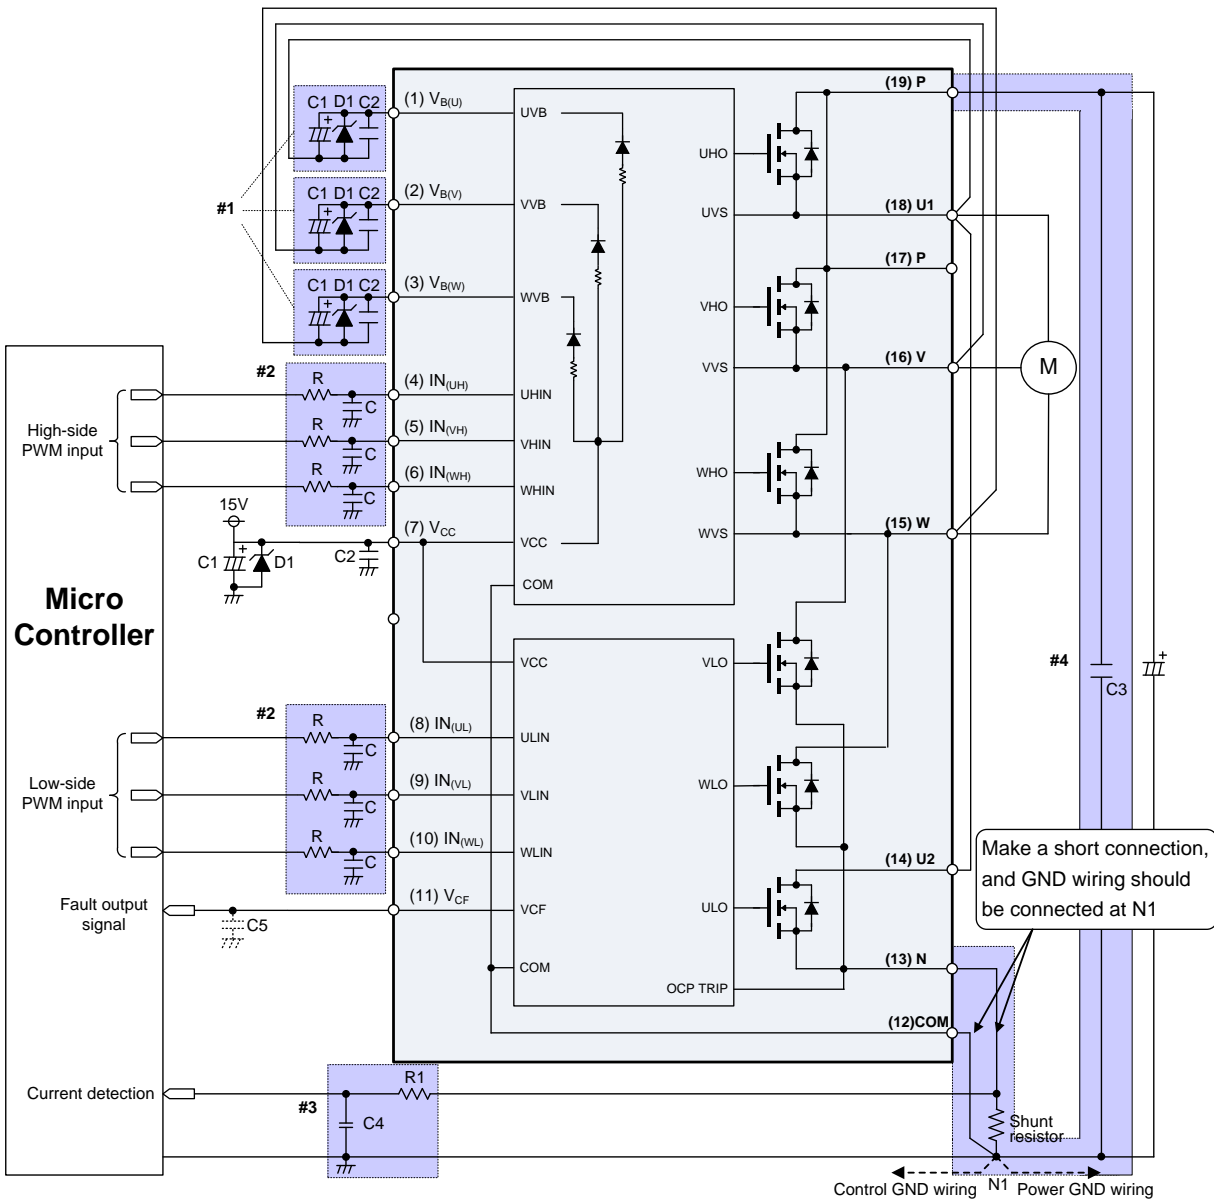 (19) P
C1 D1 C2
(1) VB(U)
UVB
UHO
#1
C1 D1 C2
(2) VB(V)
VVB
UVS
(18) U1
(17) P
C1 D1 C2
(3) VB(W)
WVB
VHO
#2
R
C
(4) IN(UH)
UHIN
VVS
(16) V
M
High-side
PWM input
R
C
(5) IN(VH)
VHIN
R
C
(6) IN(WH)
WHIN
WHO
15V
(7) VCC
VCC
WVS
(15) W
C1
D1
C2
COM
Micro
Controller
VCC
VLO
#4
C3
#2
R
C
(8) IN(UL)
ULIN
Low-side
PWM input
R
C
(9) IN(VL)
VLIN
WLO
R
C
(10) IN(WL)
WLIN
(14) U2
Make a short connection,
and GND wiring should
be connected at N1
Fault output
signal
C5
(11) VCF
VCF
ULO
COM
(13) N
OCP TRIP
(12)COM
Current detection
#3
R1
C4
Shunt
resistor
Control GND wiring
N1
Power GND wiring